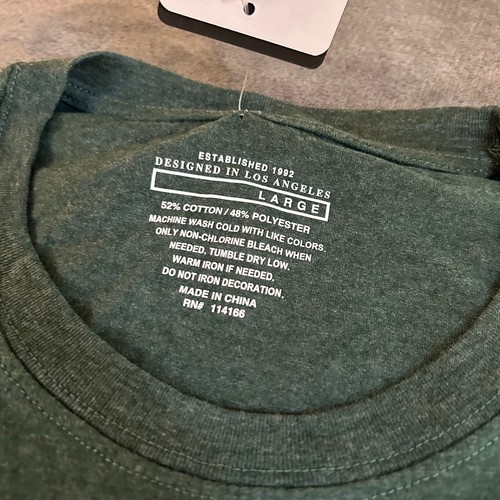 ESTABLISHED 1992
DESIGNED IN LOS ANGELES
LARGE
52% COTTON / 48% POLYESTER
MACHINE WASH COLD WITH LIKE COLORS.
ONLY NON-CHLORINE BLEACH WHEN
NEEDED. TUMBLE DRY LOW.
WARM IRON IF NEEDED.
DO NOT IRON DECORATION.
MADE IN CHINA
RN# 114166